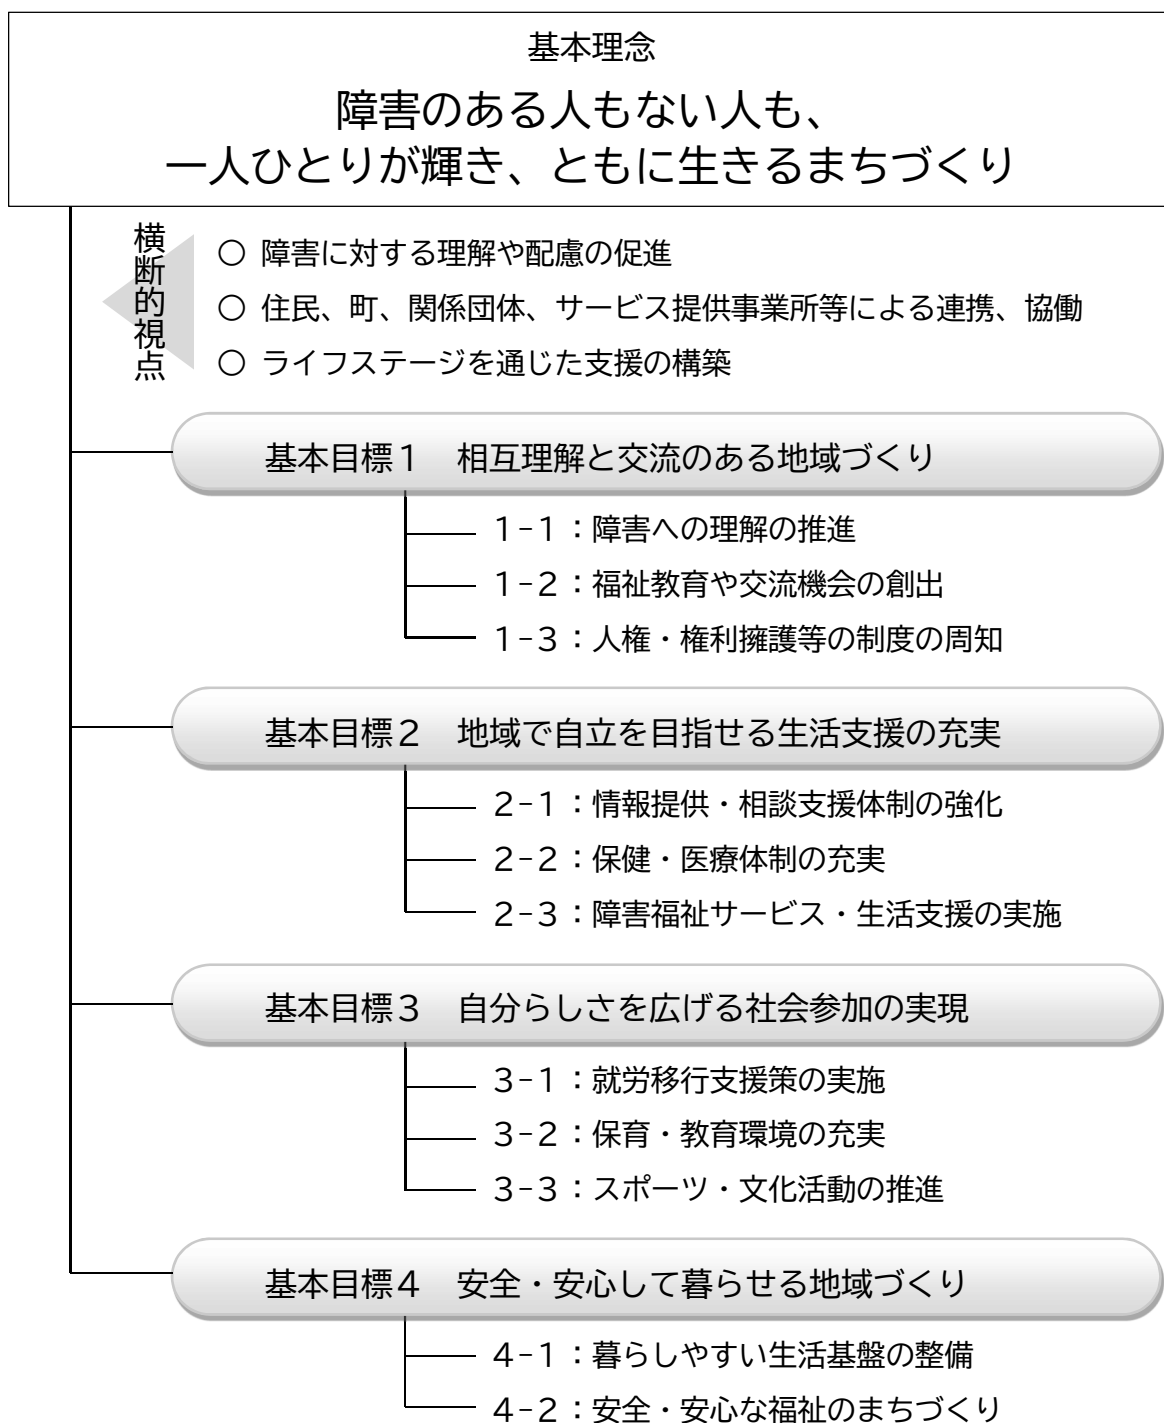 基本理念
障害のある人もない人も、
一人ひとりが輝き、ともに生きるまちづくり
横断的視点
○ 障害に対する理解や配慮の促進
○ 住民、町、関係団体、サービス提供事業所等による連携、協働
○ ライフステージを通じた支援の構築
基本目標１　相互理解と交流のある地域づくり
１-１：障害への理解の推進
１-２：福祉教育や交流機会の創出
１-３：人権・権利擁護等の制度の周知
基本目標２　地域で自立を目指せる生活支援の充実
２-１：情報提供・相談支援体制の強化
２-２：保健・医療体制の充実
２-３：障害福祉サービス・生活支援の実施
基本目標３　自分らしさを広げる社会参加の実現
３-１：就労移行支援策の実施
３-２：保育・教育環境の充実
３-３：スポーツ・文化活動の推進
基本目標４　安全・安心して暮らせる地域づくり
４-１：暮らしやすい生活基盤の整備
４-２：安全・安心な福祉のまちづくり